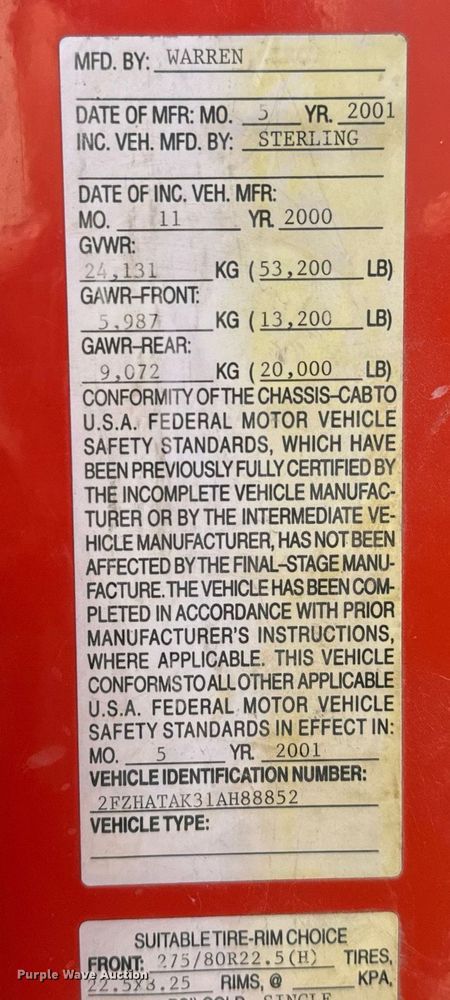 MFD. BY: WARREN
DATE OF MFR: MO. 5 YR. 2001
INC. VEH. MFD. BY: STERLING
DATE OF INC. VEH. MFR:
MO. 11 YR. 2000
GVWR:
24,131 KG (53,200 LB)
GAWR-FRONT:
5,987 KG (13,200 LB)
GAWR-REAR:
9,072 KG (20,000 LB)
CONFORMITY OF THE CHASSIS-CAB TO
U.S.A. FEDERAL MOTOR VEHICLE
SAFETY STANDARDS, WHICH HAVE
BEEN PREVIOUSLY FULLY CERTIFIED BY
THE INCOMPLETE VEHICLE MANUFAC-
TURER OR BY THE INTERMEDIATE VE-
HICLE MANUFACTURER, HAS NOT BEEN
AFFECTED BY THE FINAL-STAGE MANU-
FACTURE. THE VEHICLE HAS BEEN COM-
PLETED IN ACCORDANCE WITH PRIOR
MANUFACTURER'S INSTRUCTIONS,
WHERE APPLICABLE. THIS VEHICLE
CONFORMS TO ALL OTHER APPLICABLE
U.S.A. FEDERAL MOTOR VEHICLE
SAFETY STANDARDS IN EFFECT IN:
MO. 5 YR. 2001
VEHICLE IDENTIFICATION NUMBER:
2FZHATAK31AH88852
VEHICLE TYPE:
SUITABLE TIRE-RIM CHOICE
FRONT: 275/80R22.5(H) TIRES,
22.5X8.25 RIMS, @ KPA,
COLD SINGLE
Purple Wave Auction